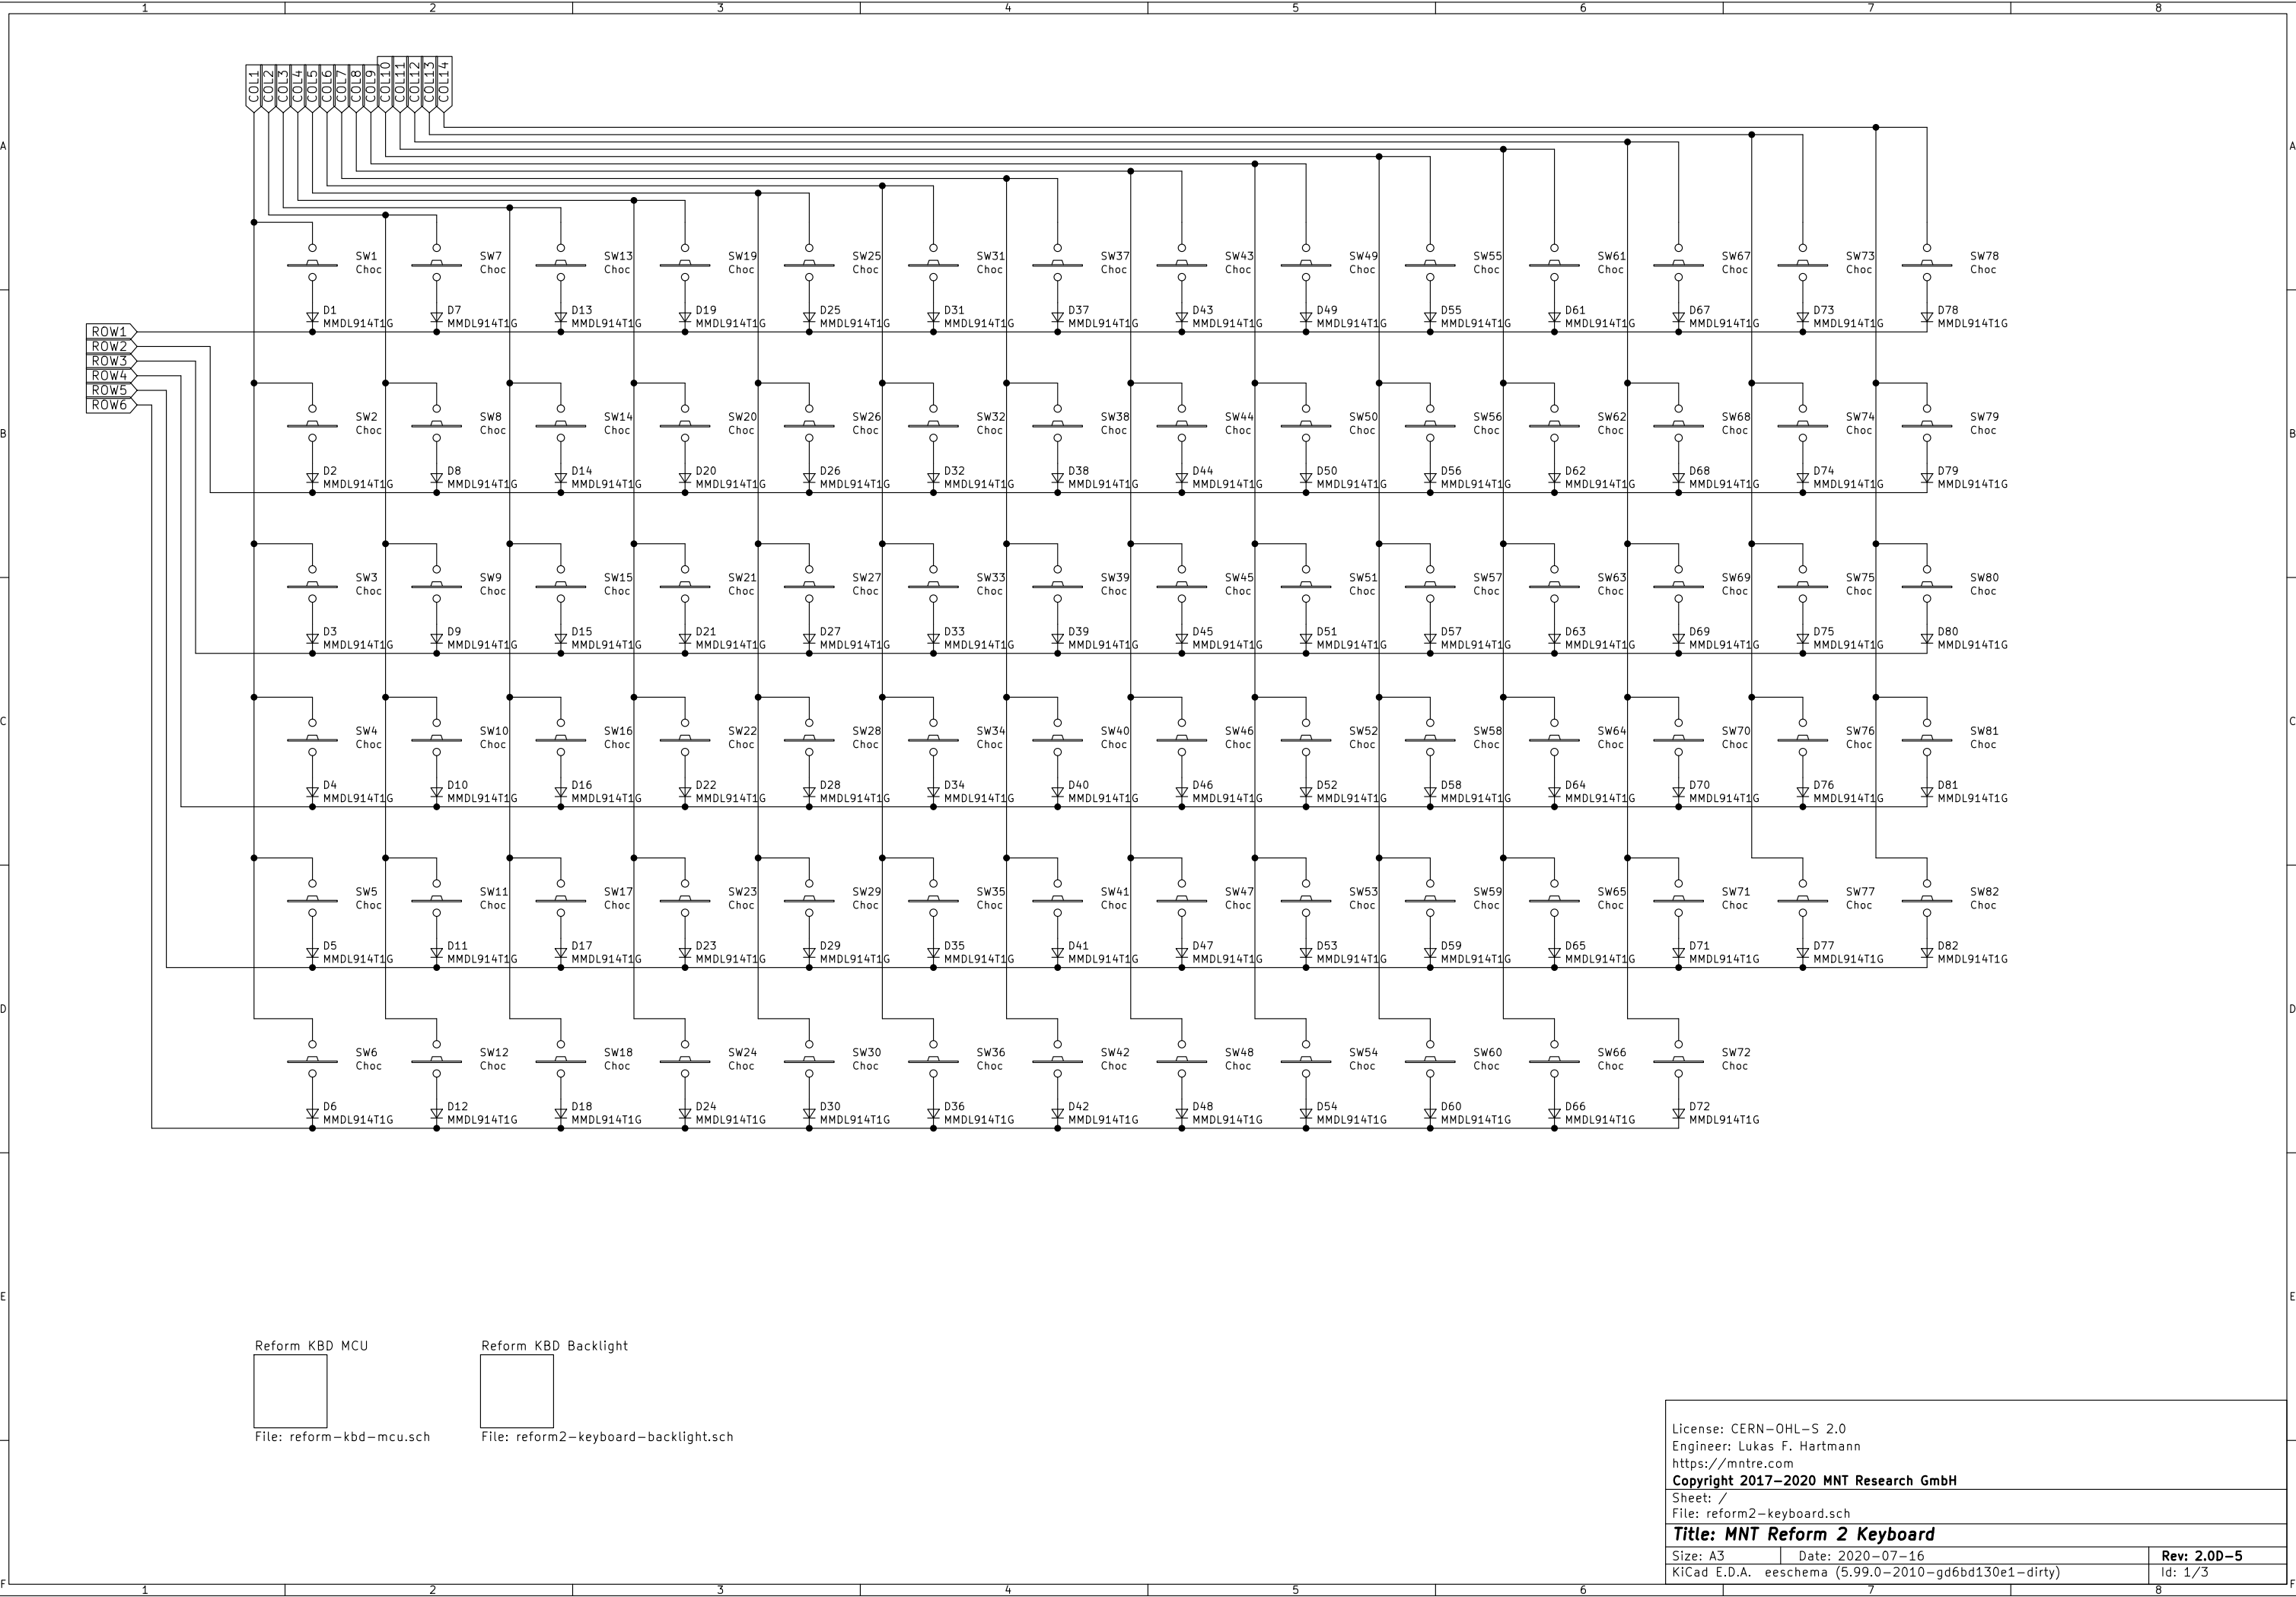 1 2 3 4 5 6 7 8
COL1 COL2 COL3 COL4 COL5 COL6 COL7 COL8 COL9 COL10 COL11 COL12 COL13 COL14
A A
SW1 SW7 SW13 SW19 SW25 SW31 SW37 SW43 SW49 SW55 SW61 SW67 SW73 SW78
Choc Choc Choc Choc Choc Choc Choc Choc Choc Choc Choc Choc Choc Choc
D1 D7 D13 D19 D25 D31 D37 D43 D49 D55 D61 D67 D73 D78
MMDL914T1G MMDL914T1G MMDL914T1G MMDL914T1G MMDL914T1G MMDL914T1G MMDL914T1G MMDL914T1G MMDL914T1G MMDL914T1G MMDL914T1G MMDL914T1G MMDL914T1G MMDL914T1G
ROW1
ROW2
ROW3
ROW4
ROW5
ROW6
SW2 SW8 SW14 SW20 SW26 SW32 SW38 SW44 SW50 SW56 SW62 SW68 SW74 SW79
Choc Choc Choc Choc Choc Choc Choc Choc Choc Choc Choc Choc Choc Choc
B B
D2 D8 D14 D20 D26 D32 D38 D44 D50 D56 D62 D68 D74 D79
MMDL914T1G MMDL914T1G MMDL914T1G MMDL914T1G MMDL914T1G MMDL914T1G MMDL914T1G MMDL914T1G MMDL914T1G MMDL914T1G MMDL914T1G MMDL914T1G MMDL914T1G MMDL914T1G
SW3 SW9 SW15 SW21 SW27 SW33 SW39 SW45 SW51 SW57 SW63 SW69 SW75 SW80
Choc Choc Choc Choc Choc Choc Choc Choc Choc Choc Choc Choc Choc Choc
D3 D9 D15 D21 D27 D33 D39 D45 D51 D57 D63 D69 D75 D80
MMDL914T1G MMDL914T1G MMDL914T1G MMDL914T1G MMDL914T1G MMDL914T1G MMDL914T1G MMDL914T1G MMDL914T1G MMDL914T1G MMDL914T1G MMDL914T1G MMDL914T1G MMDL914T1G
C C
SW4 SW10 SW16 SW22 SW28 SW34 SW40 SW46 SW52 SW58 SW64 SW70 SW76 SW81
Choc Choc Choc Choc Choc Choc Choc Choc Choc Choc Choc Choc Choc Choc
D4 D10 D16 D22 D28 D34 D40 D46 D52 D58 D64 D70 D76 D81
MMDL914T1G MMDL914T1G MMDL914T1G MMDL914T1G MMDL914T1G MMDL914T1G MMDL914T1G MMDL914T1G MMDL914T1G MMDL914T1G MMDL914T1G MMDL914T1G MMDL914T1G MMDL914T1G
SW5 SW11 SW17 SW23 SW29 SW35 SW41 SW47 SW53 SW59 SW65 SW71 SW77 SW82
Choc Choc Choc Choc Choc Choc Choc Choc Choc Choc Choc Choc Choc Choc
D5 D11 D17 D23 D29 D35 D41 D47 D53 D59 D65 D71 D77 D82
MMDL914T1G MMDL914T1G MMDL914T1G MMDL914T1G MMDL914T1G MMDL914T1G MMDL914T1G MMDL914T1G MMDL914T1G MMDL914T1G MMDL914T1G MMDL914T1G MMDL914T1G MMDL914T1G
D D
SW6 SW12 SW18 SW24 SW30 SW36 SW42 SW48 SW54 SW60 SW66 SW72
Choc Choc Choc Choc Choc Choc Choc Choc Choc Choc Choc Choc
D6 D12 D18 D24 D30 D36 D42 D48 D54 D60 D66 D72
MMDL914T1G MMDL914T1G MMDL914T1G MMDL914T1G MMDL914T1G MMDL914T1G MMDL914T1G MMDL914T1G MMDL914T1G MMDL914T1G MMDL914T1G MMDL914T1G
E E
Reform KBD MCU
File: reform-kbd-mcu.sch
Reform KBD Backlight
File: reform2-keyboard-backlight.sch
License: CERN-OHL-S 2.0
Engineer: Lukas F. Hartmann
https://mntre.com
Copyright 2017-2020 MNT Research GmbH
Sheet: /
File: reform2-keyboard.sch
Title: MNT Reform 2 Keyboard
Size: A3 Date: 2020-07-16 Rev: 2.0D-5
KiCad E.D.A. eeschema (5.99.0-2010-gd6bd130e1-dirty) Id: 1/3
F F
1 2 3 4 5 6 7 8